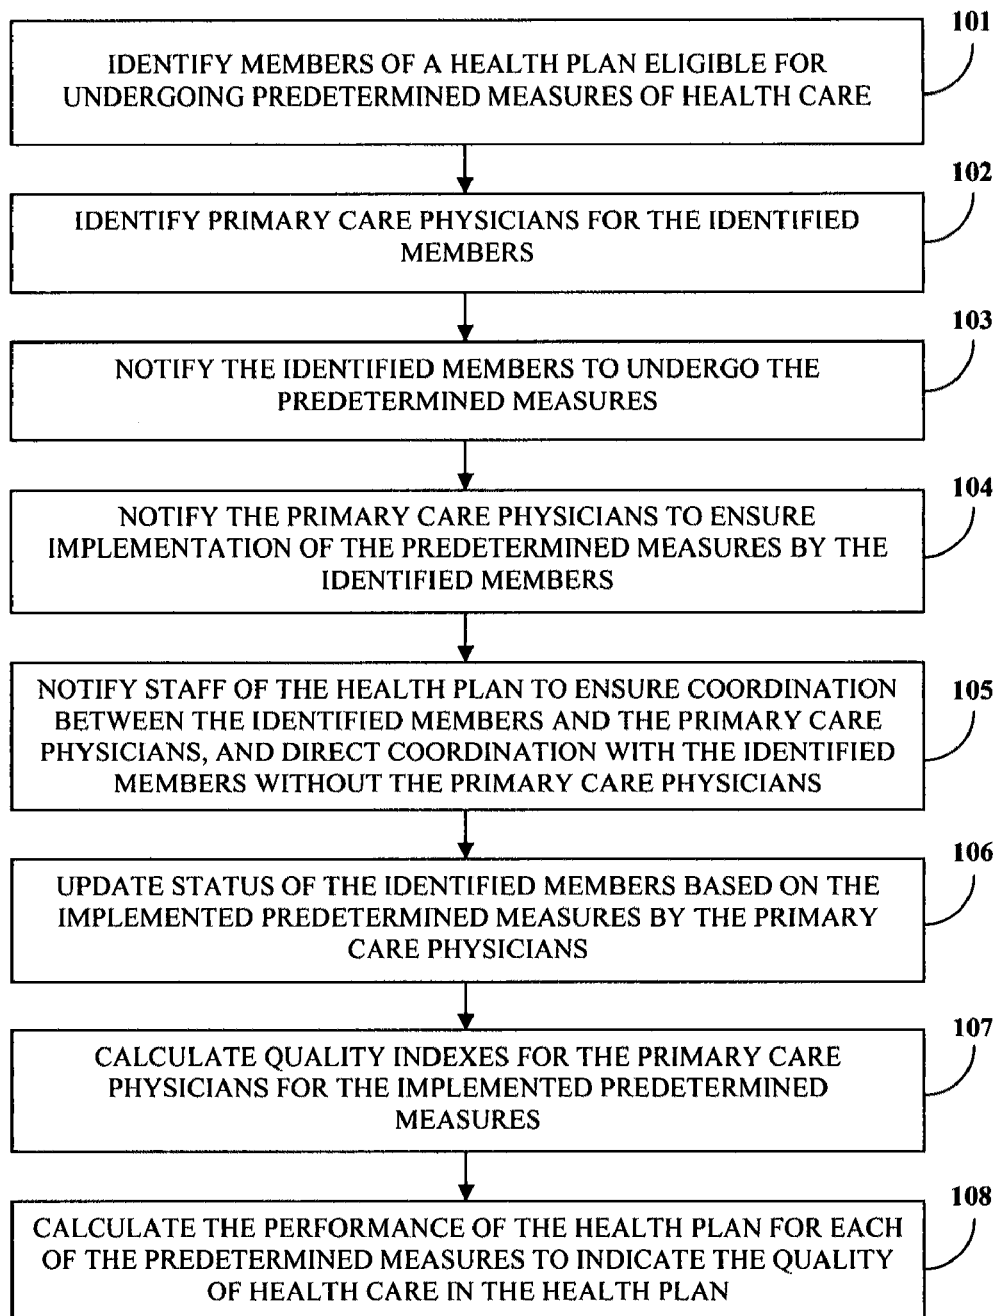 101
IDENTIFY MEMBERS OF A HEALTH PLAN ELIGIBLE FOR
UNDERGOING PREDETERMINED MEASURES OF HEALTH CARE
102
IDENTIFY PRIMARY CARE PHYSICIANS FOR THE IDENTIFIED
MEMBERS
103
NOTIFY THE IDENTIFIED MEMBERS TO UNDERGO THE
PREDETERMINED MEASURES
104
NOTIFY THE PRIMARY CARE PHYSICIANS TO ENSURE
IMPLEMENTATION OF THE PREDETERMINED MEASURES BY THE
IDENTIFIED MEMBERS
105
NOTIFY STAFF OF THE HEALTH PLAN TO ENSURE COORDINATION
BETWEEN THE IDENTIFIED MEMBERS AND THE PRIMARY CARE
PHYSICIANS, AND DIRECT COORDINATION WITH THE IDENTIFIED
MEMBERS WITHOUT THE PRIMARY CARE PHYSICIANS
106
UPDATE STATUS OF THE IDENTIFIED MEMBERS BASED ON THE
IMPLEMENTED PREDETERMINED MEASURES BY THE PRIMARY
CARE PHYSICIANS
107
CALCULATE QUALITY INDEXES FOR THE PRIMARY CARE
PHYSICIANS FOR THE IMPLEMENTED PREDETERMINED
MEASURES
108
CALCULATE THE PERFORMANCE OF THE HEALTH PLAN FOR EACH
OF THE PREDETERMINED MEASURES TO INDICATE THE QUALITY
OF HEALTH CARE IN THE HEALTH PLAN